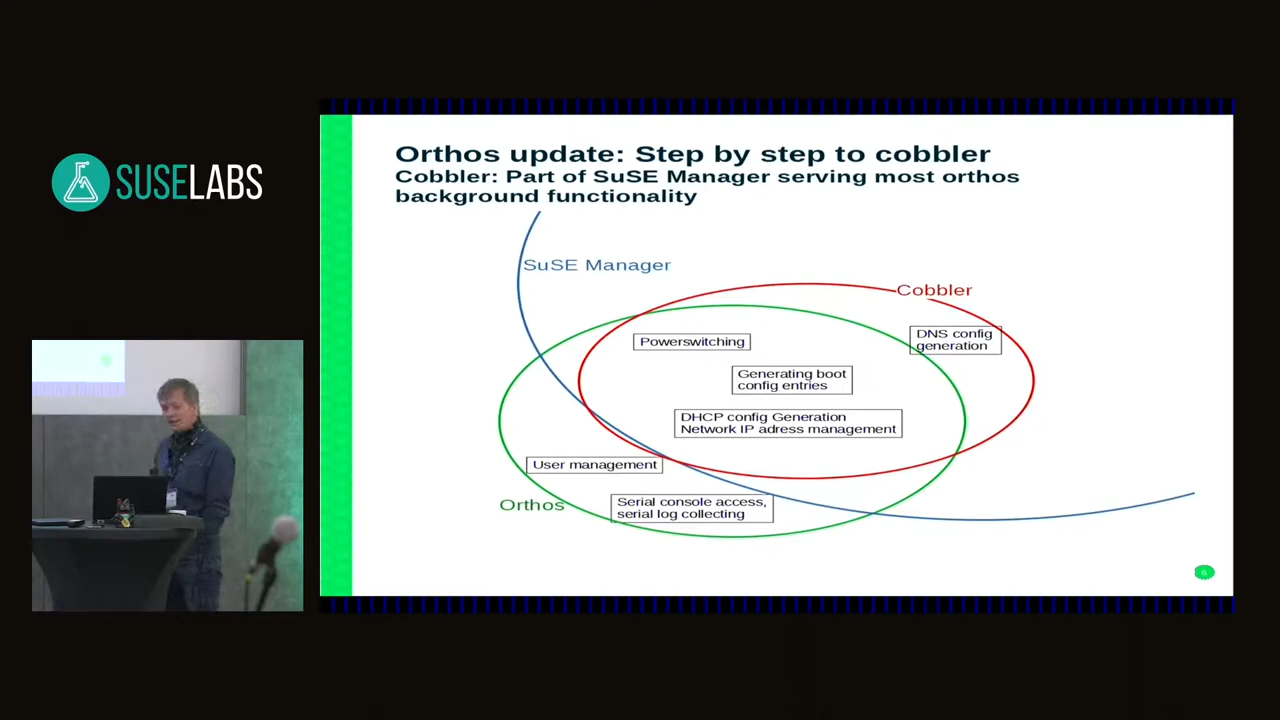 SUSELABS
Orthos update: Step by step to cobbler
Cobbler: Part of SuSE Manager serving most orthos
background functionality
SuSE Manager
Cobbler
DNS config
generation
Powerswitching
Generating boot
config entries
DHCP config Generation
Network IP adress management
User management
Orthos
Serial console access,
serial log collecting
6